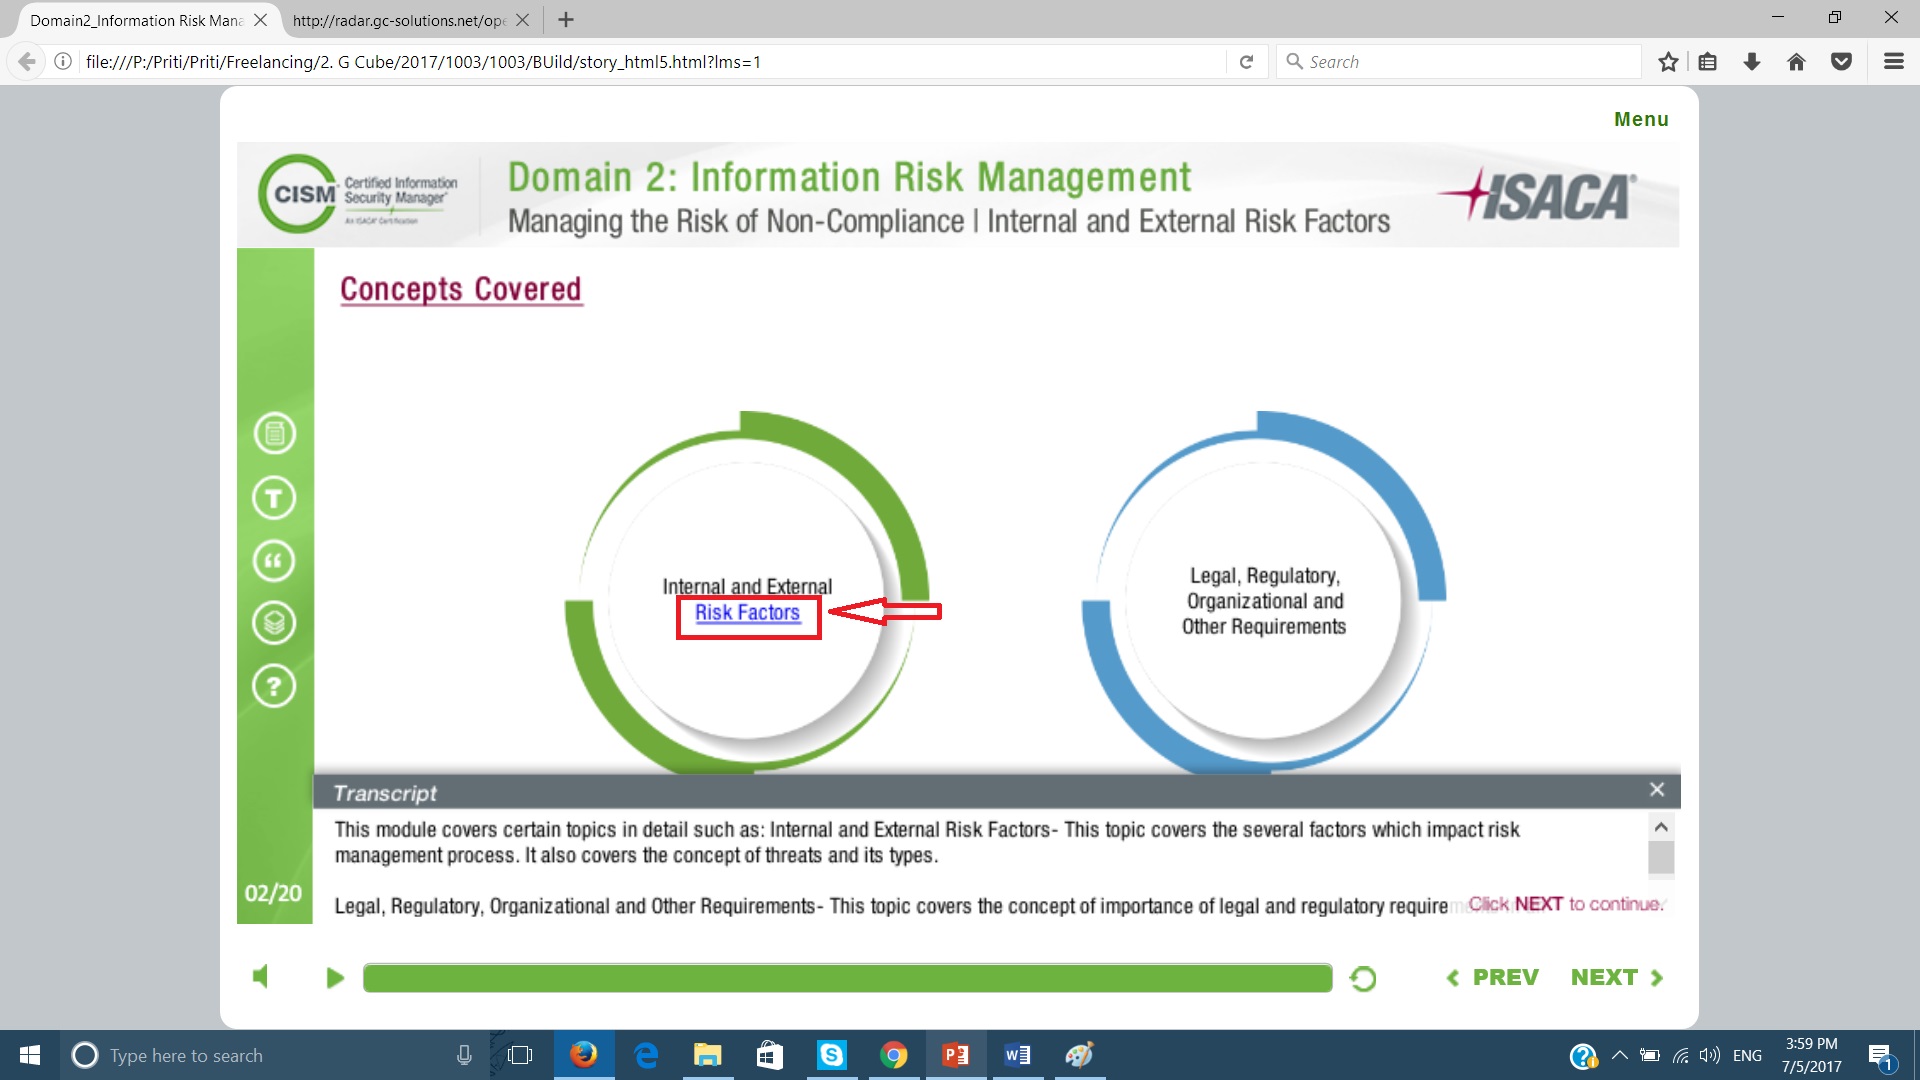 Domain2_Information Risk Mana
http://radar.gc-solutions.net/ope
file:///P:/Priti/Priti/Freelancing/2. G Cube/2017/1003/1003/BUild/story_html5.html?lms=1
Search
Menu
CISM
Certified Information
Security Manager
An ISACA® Certification
Domain 2: Information Risk Management
Managing the Risk of Non-Compliance | Internal and External Risk Factors
ISACA®
Concepts Covered
T
Internal and External
Risk Factors
Legal, Regulatory,
Organizational and
Other Requirements
?
Transcript
This module covers certain topics in detail such as: Internal and External Risk Factors- This topic covers the several factors which impact risk
management process. It also covers the concept of threats and its types.
02/20
Legal, Regulatory, Organizational and Other Requirements- This topic covers the concept of importance of legal and regulatory require
Click NEXT to continue.
PREV
NEXT
Type here to search
ENG
3:59 PM
7/5/2017
1